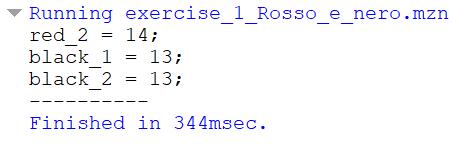 Running exercise_1_Rosso_e_nero.mzn
red_2 = 14;
black_1 = 13;
black_2 = 13;
----------
Finished in 344msec.